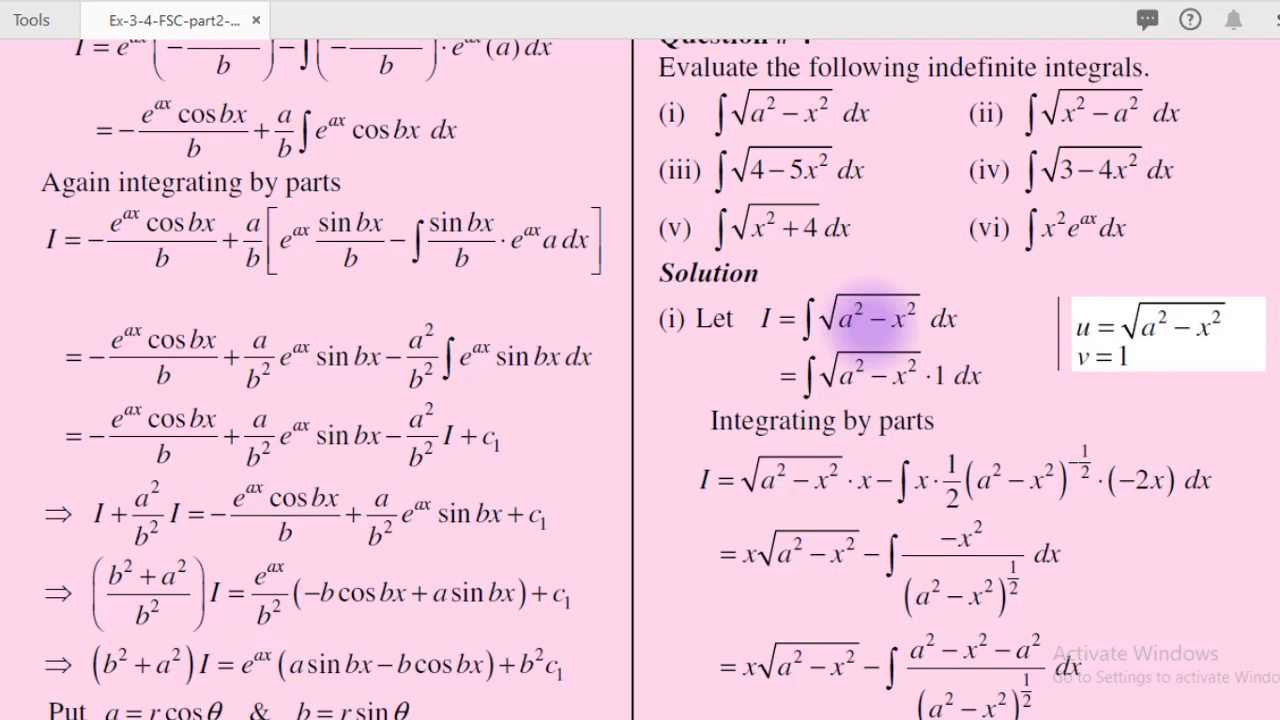 Tools Ex-3-4-FSC-part2-... ×
I = e^{ax} ( − / b ) − ∫ ( − / b ) · e^{ax} (a) dx
= − e^{ax} cos bx / b + a/b ∫ e^{ax} cos bx dx
Again integrating by parts
I = − e^{ax} cos bx / b + a/b [ e^{ax} sin bx / b − ∫ sin bx / b · e^{ax} a dx ]
= − e^{ax} cos bx / b + a/b² e^{ax} sin bx − a²/b² ∫ e^{ax} sin bx dx
= − e^{ax} cos bx / b + a/b² e^{ax} sin bx − a²/b² I + c₁
⇒ I + a²/b² I = − e^{ax} cos bx / b + a/b² e^{ax} sin bx + c₁
⇒ ( b² + a² / b² ) I = e^{ax}/b² (−b cos bx + a sin bx) + c₁
⇒ (b² + a²) I = e^{ax} (a sin bx − b cos bx) + b²c₁
Put a = r cos θ & b = r sin θ
Evaluate the following indefinite integrals.
(i) ∫ √(a² − x²) dx (ii) ∫ √(x² − a²) dx
(iii) ∫ √(4 − 5x²) dx (iv) ∫ √(3 − 4x²) dx
(v) ∫ √(x² + 4) dx (vi) ∫ x² e^{ax} dx
Solution
(i) Let I = ∫ √(a² − x²) dx
= ∫ √(a² − x²) · 1 dx
u = √(a² − x²)
v = 1
Integrating by parts
I = √(a² − x²) · x − ∫ x · 1/2 (a² − x²)^{−1/2} · (−2x) dx
= x√(a² − x²) − ∫ −x² / (a² − x²)^{1/2} dx
= x√(a² − x²) − ∫ a² − x² − a² / (a² − x²)^{1/2} dx
Activate Windows
Go to Settings to activate Windo